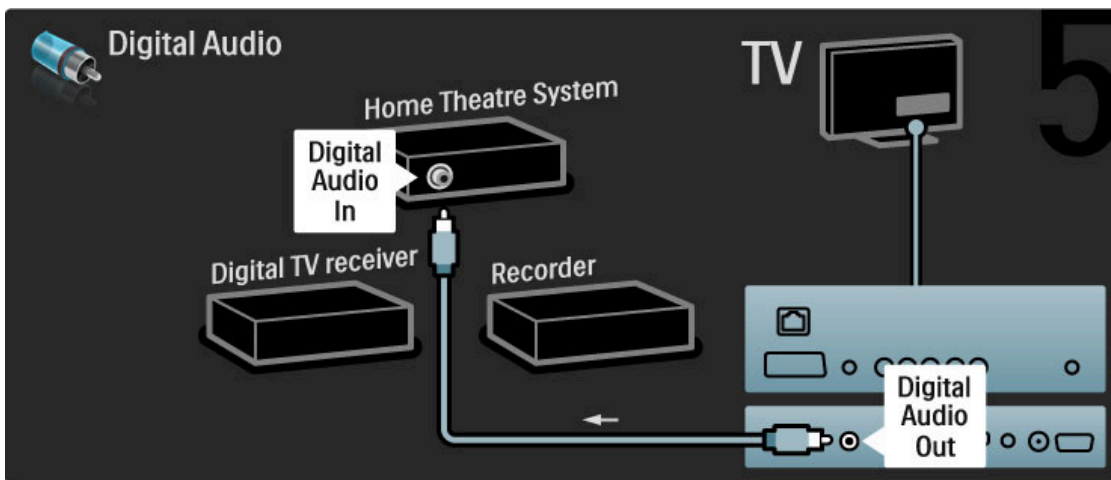 Digital Audio
TV
5
Home Theatre System
Digital
Audio
In
Digital TV receiver
Recorder
Digital
Audio
Out